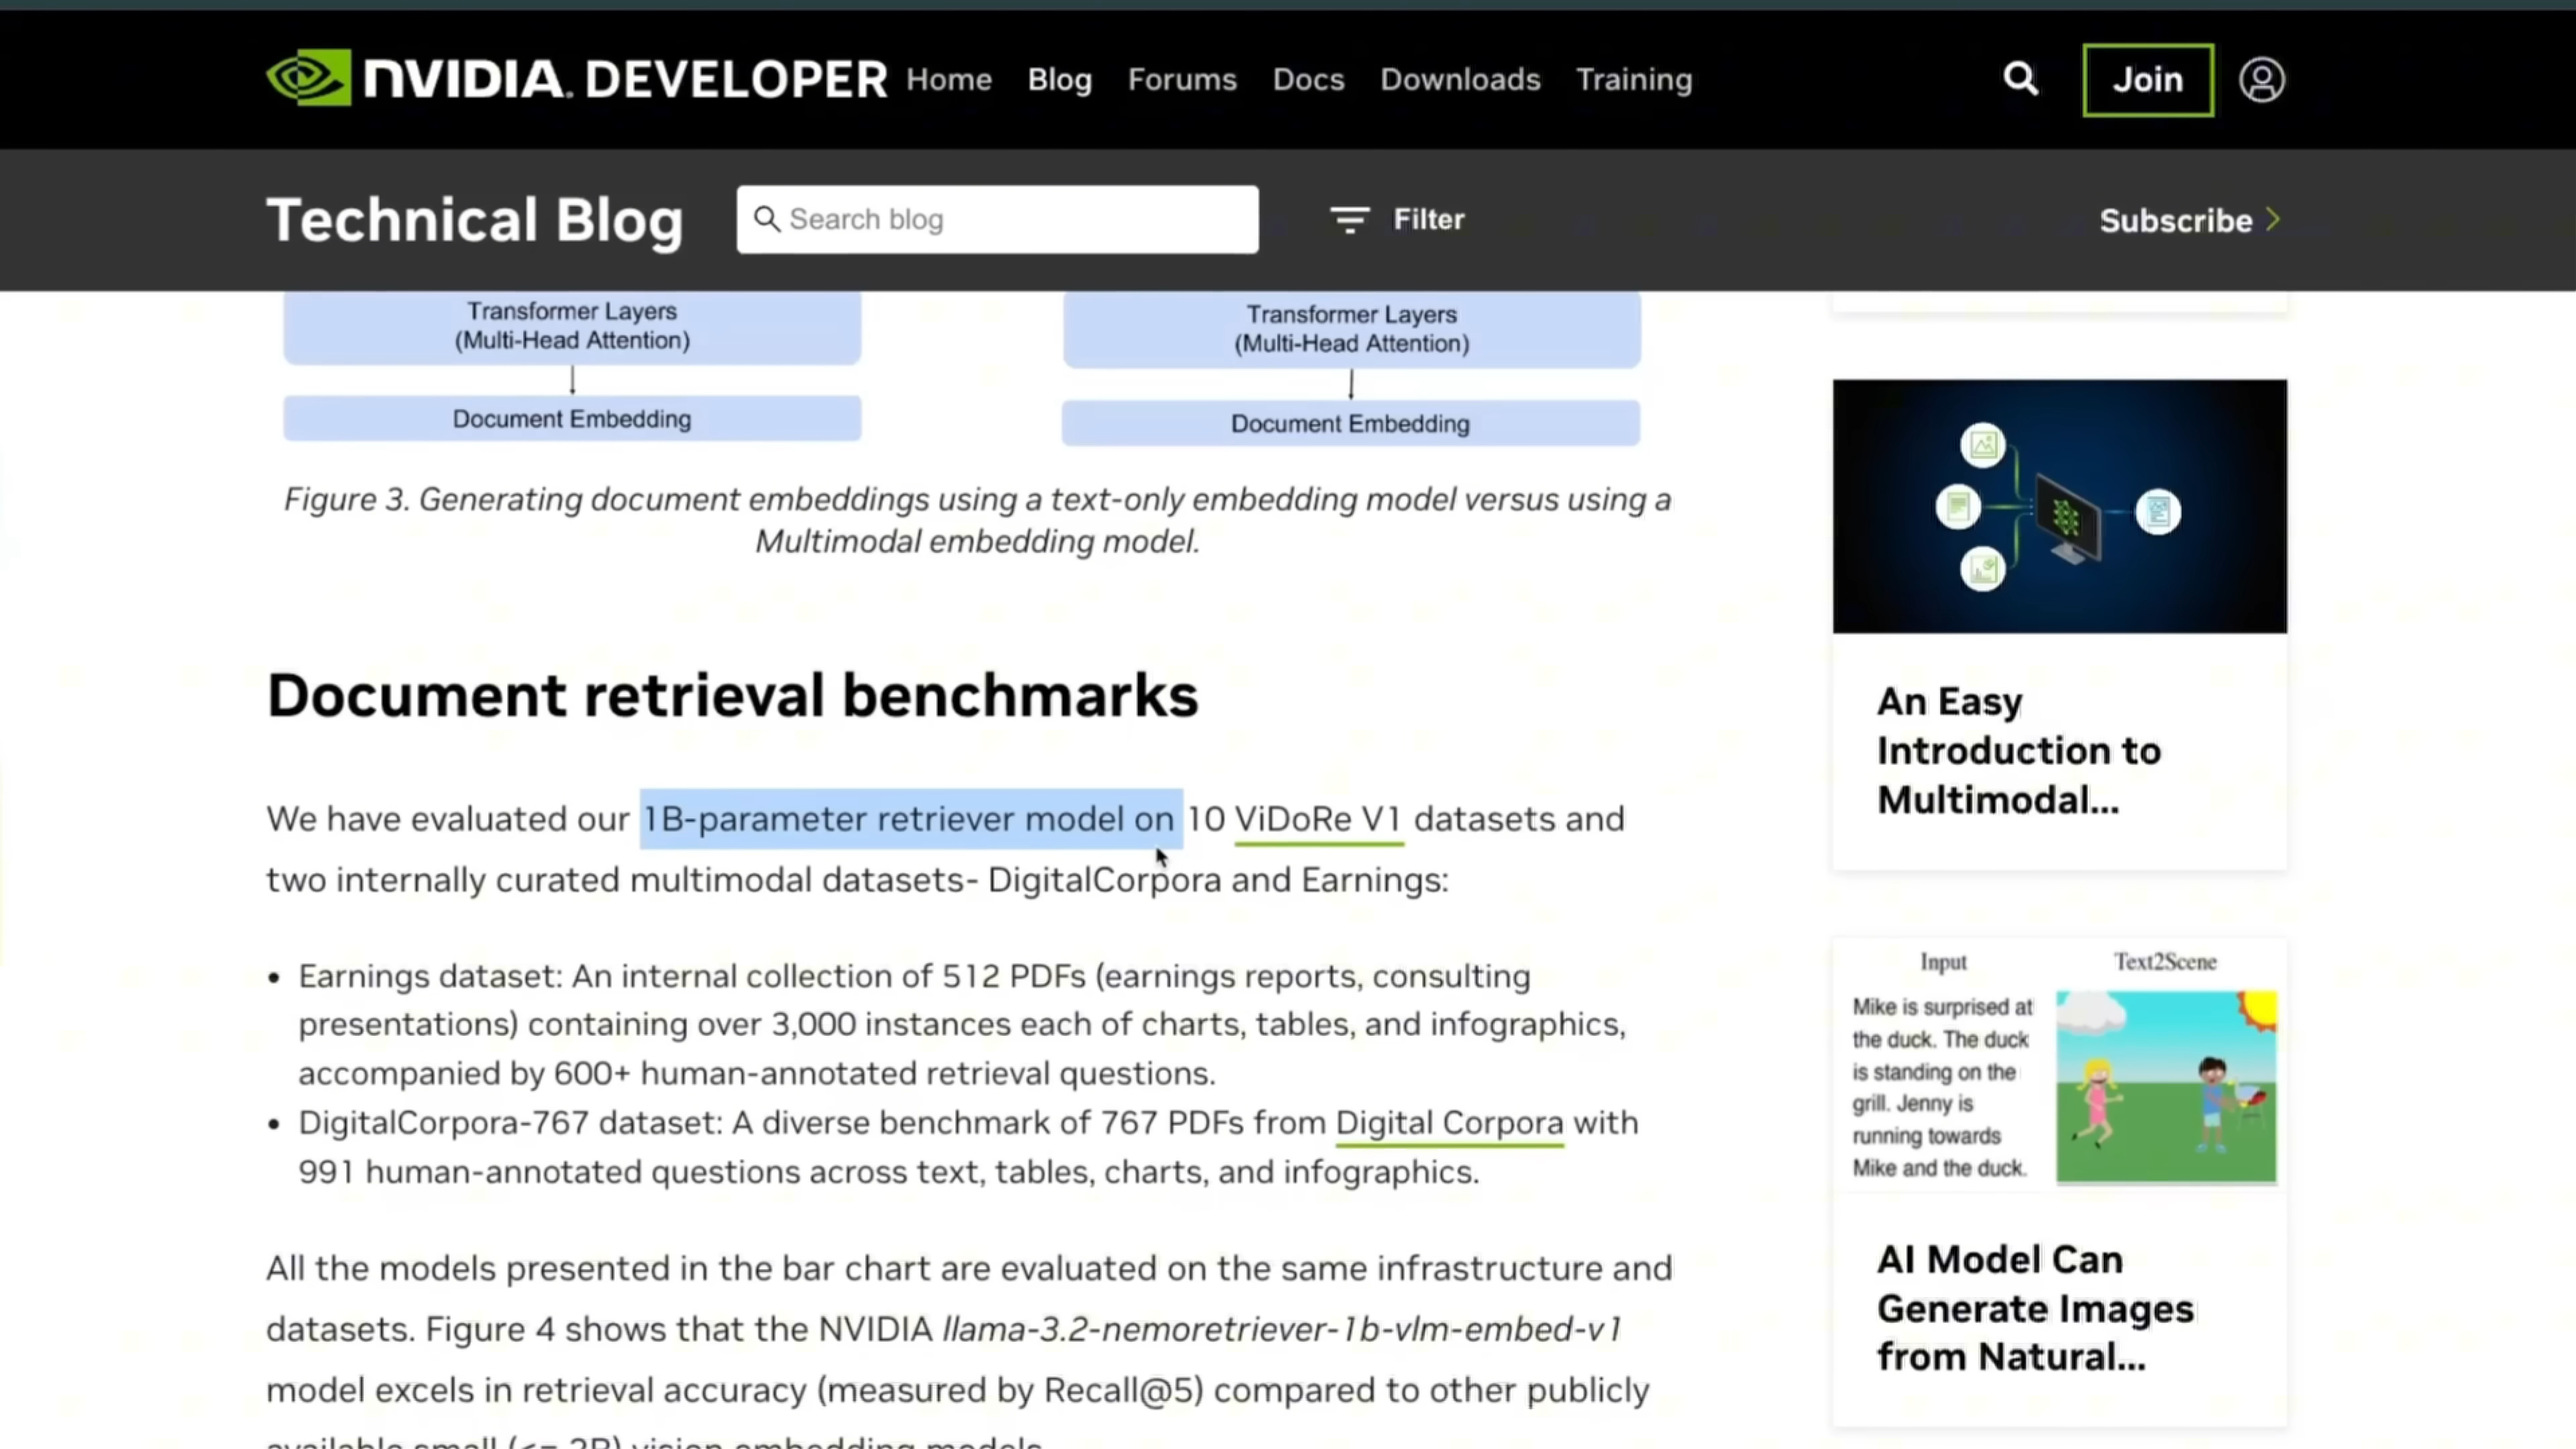 NVIDIA. DEVELOPER Home Blog Forums Docs Downloads Training Join
Technical Blog Search blog Filter Subscribe
Transformer Layers
(Multi-Head Attention)
Document Embedding
Transformer Layers
(Multi-Head Attention)
Document Embedding
Figure 3. Generating document embeddings using a text-only embedding model versus using a
Multimodal embedding model.
Document retrieval benchmarks
We have evaluated our 1B-parameter retriever model on 10 ViDoRe V1 datasets and
two internally curated multimodal datasets- DigitalCorpora and Earnings:
• Earnings dataset: An internal collection of 512 PDFs (earnings reports, consulting
presentations) containing over 3,000 instances each of charts, tables, and infographics,
accompanied by 600+ human-annotated retrieval questions.
• DigitalCorpora-767 dataset: A diverse benchmark of 767 PDFs from Digital Corpora with
991 human-annotated questions across text, tables, charts, and infographics.
All the models presented in the bar chart are evaluated on the same infrastructure and
datasets. Figure 4 shows that the NVIDIA llama-3.2-nemoretriever-1b-vlm-embed-v1
model excels in retrieval accuracy (measured by Recall@5) compared to other publicly
available small (<= 2B) vision embedding models
An Easy
Introduction to
Multimodal...
Input
Text2Scene
Mike is surprised at
the duck. The duck
is standing on the
grill. Jenny is
running towards
Mike and the duck.
AI Model Can
Generate Images
from Natural...